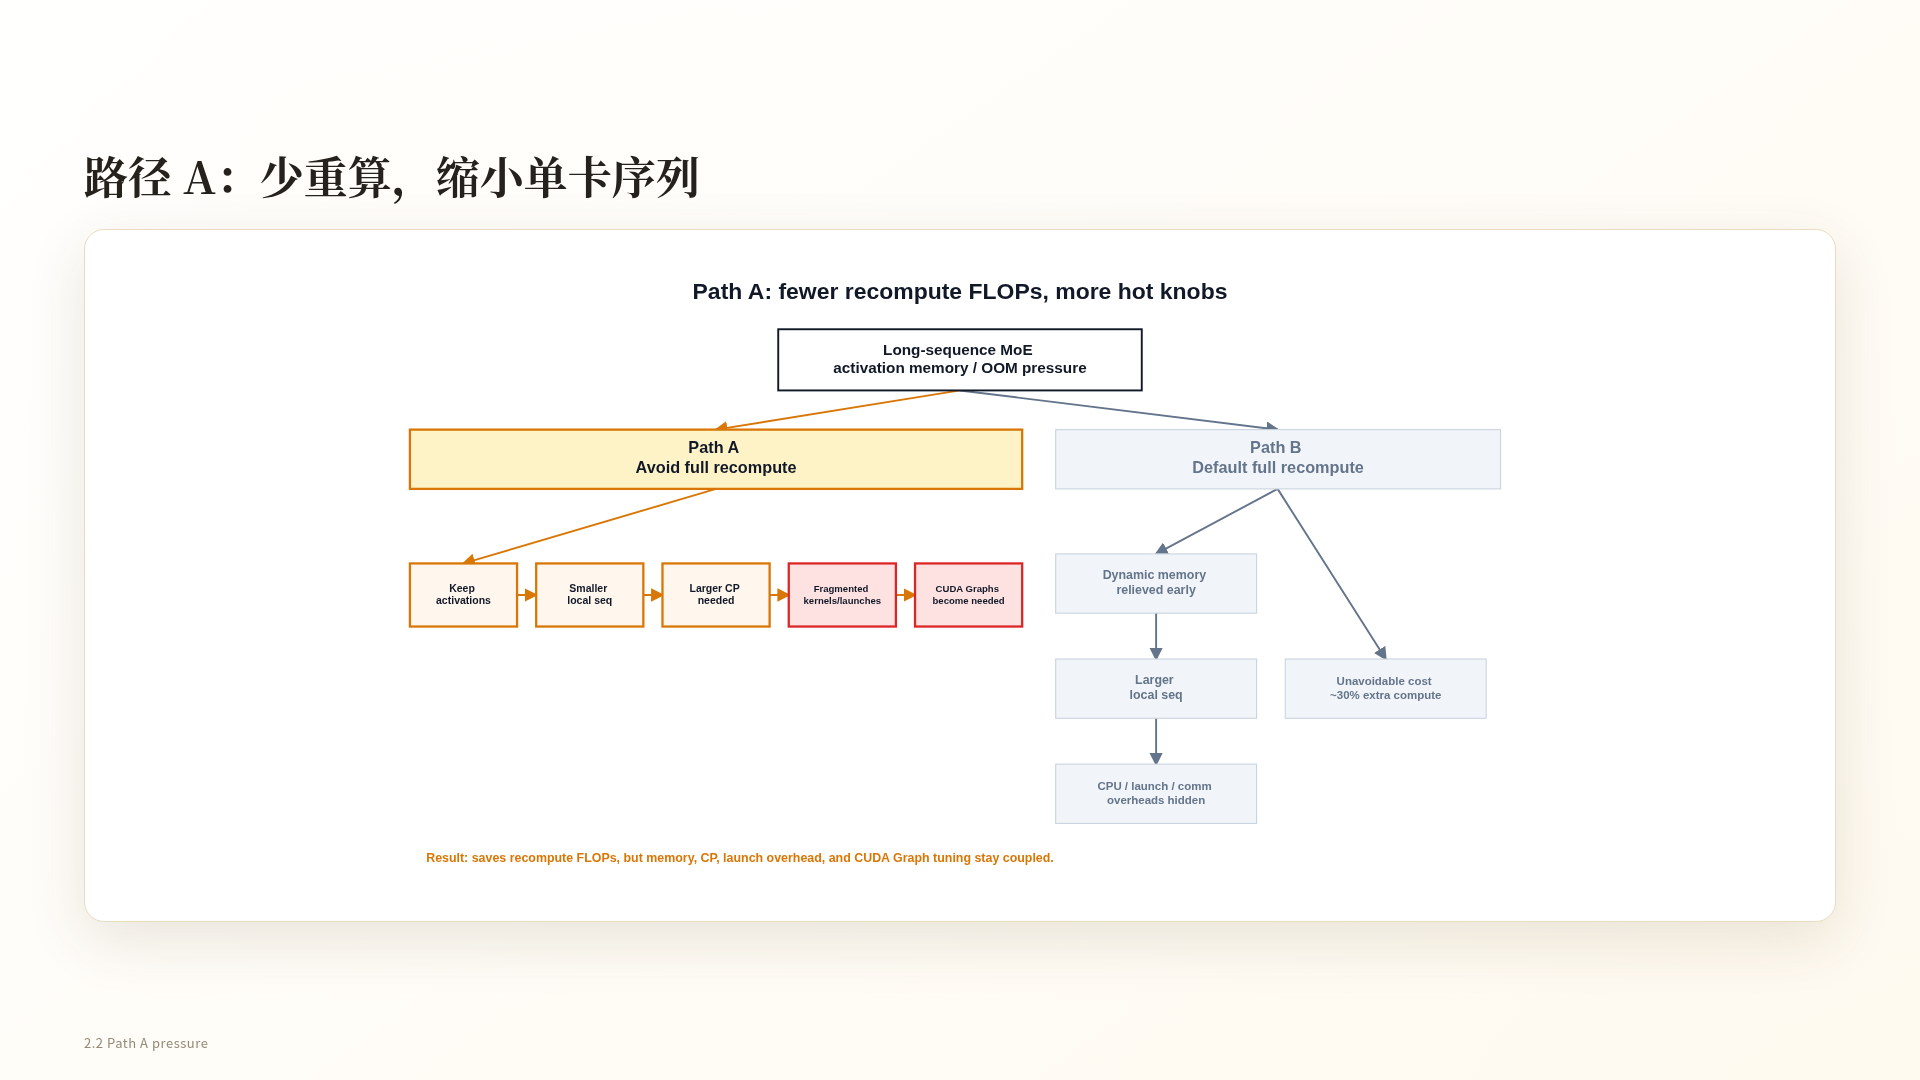 路径 A：少重算，缩小单卡序列
Path A: fewer recompute FLOPs, more hot knobs
Long-sequence MoE
activation memory / OOM pressure
Path A
Avoid full recompute
Path B
Default full recompute
Keep
activations
Smaller
local seq
Larger CP
needed
Fragmented
kernels/launches
CUDA Graphs
become needed
Dynamic memory
relieved early
Larger
local seq
Unavoidable cost
~30% extra compute
CPU / launch / comm
overheads hidden
Result: saves recompute FLOPs, but memory, CP, launch overhead, and CUDA Graph tuning stay coupled.
2.2 Path A pressure